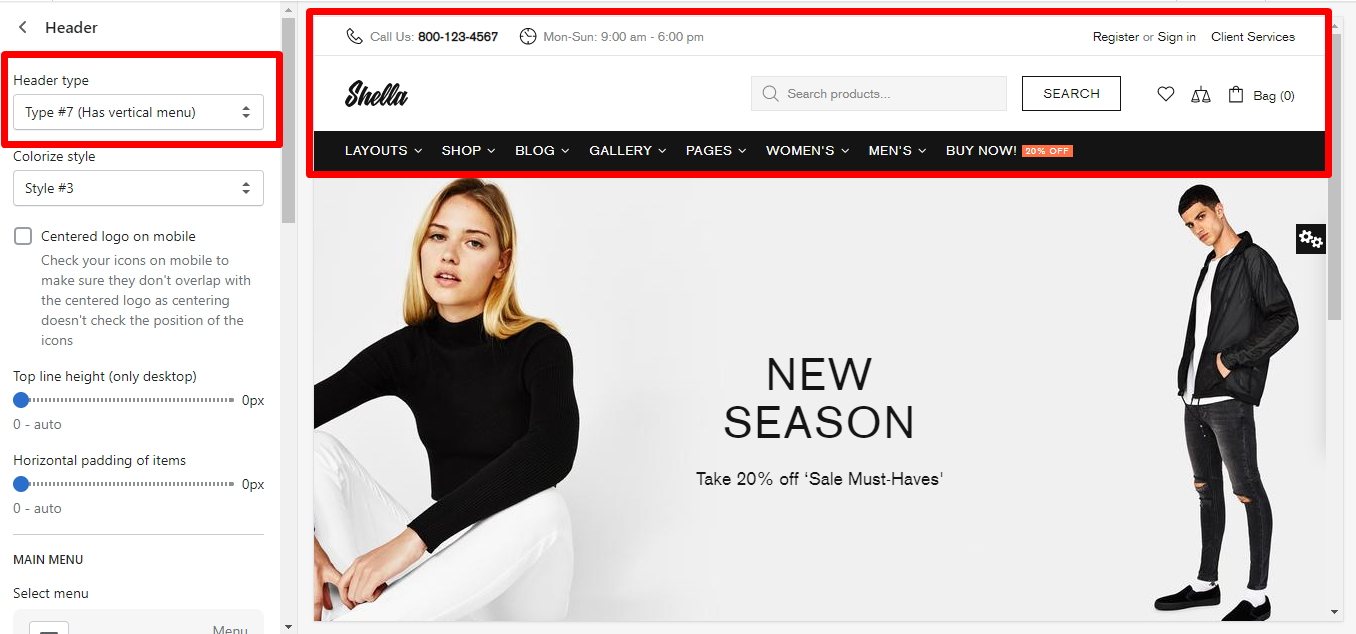 Header
Header type
Type #7 (Has vertical menu)
Colorize style
Style #3
Centered logo on mobile
Check your icons on mobile to
make sure they don't overlap with
the centered logo as centering
doesn't check the position of the
icons
Top line height (only desktop)
0px
0 - auto
Horizontal padding of items
0px
0 - auto
MAIN MENU
Select menu
Menu
Call Us: 800-123-4567 Mon-Sun: 9:00 am - 6:00 pm Register or Sign in Client Services
Shella Search products... SEARCH Bag (0)
LAYOUTS SHOP BLOG GALLERY PAGES WOMEN'S MEN'S BUY NOW! 20% OFF
NEW
SEASON
Take 20% off ‘Sale Must-Haves'